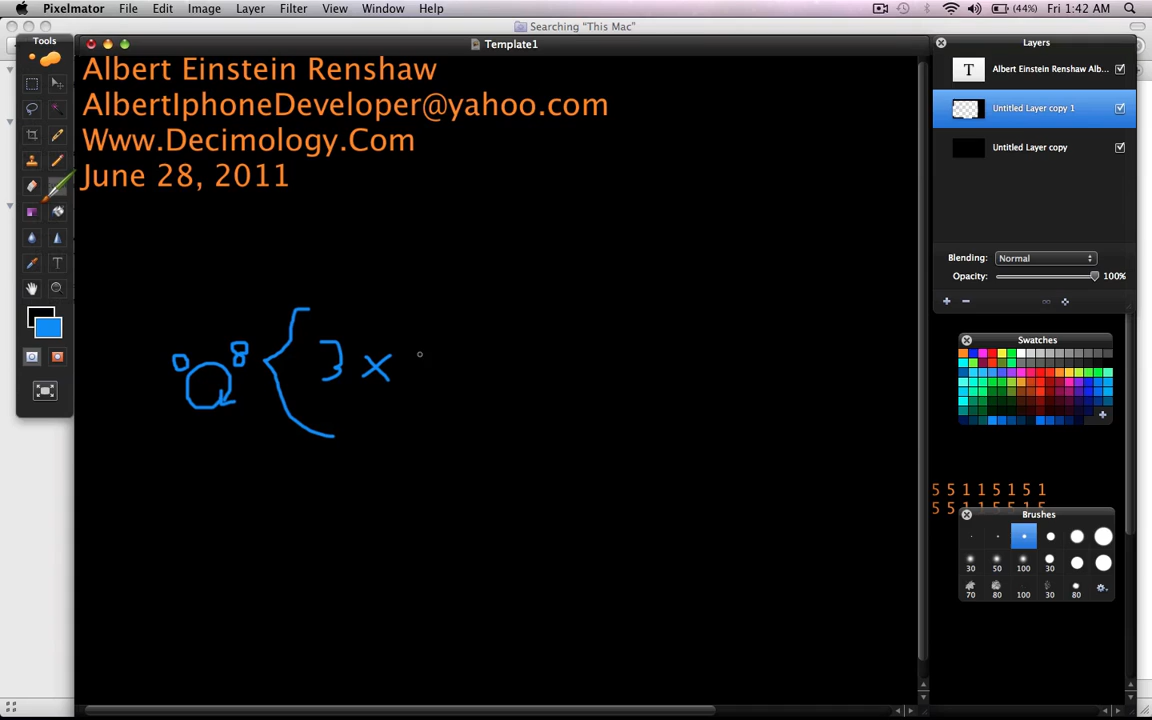 Pixelmator File Edit Image Layer Filter View Window Help (44%) Fri 1:42 AM
Searching "This Mac"
Tools
Template1
Layers
Albert Einstein Renshaw
AlbertIphoneDeveloper@yahoo.com
Www.Decimology.Com
June 28, 2011
T Albert Einstein Renshaw Alb...
Untitled Layer copy 1
Untitled Layer copy
Blending: Normal
Opacity: 100%
Swatches
3 x
5 5 1 1 5 1 5 1
Brushes
30 50 100 30
70 80 100 30 80